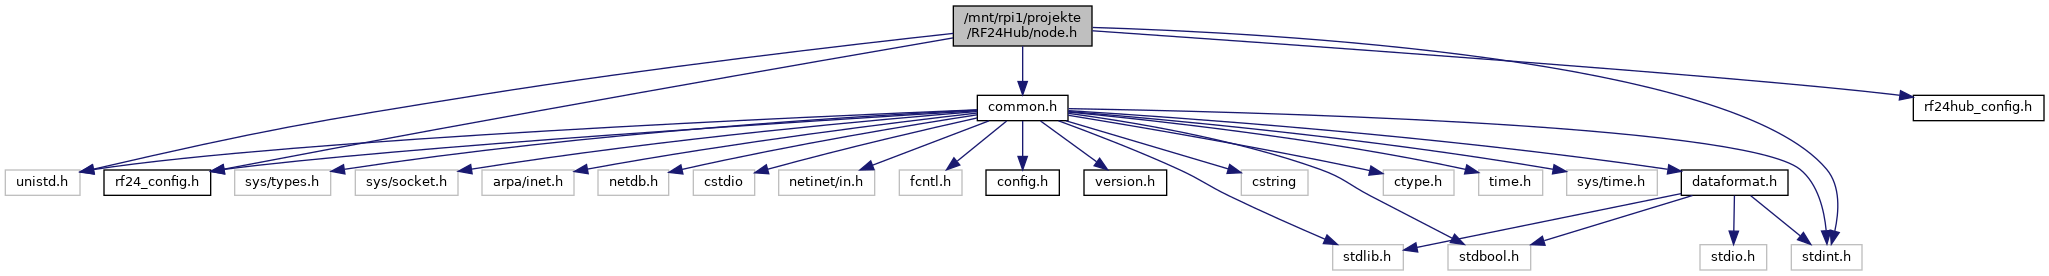 /mnt/rpi1/projekte
/RF24Hub/node.h
common.h
rf24hub_config.h
unistd.h
rf24_config.h
sys/types.h
sys/socket.h
arpa/inet.h
netdb.h
cstdio
netinet/in.h
fcntl.h
config.h
version.h
cstring
ctype.h
time.h
sys/time.h
dataformat.h
stdlib.h
stdbool.h
stdio.h
stdint.h